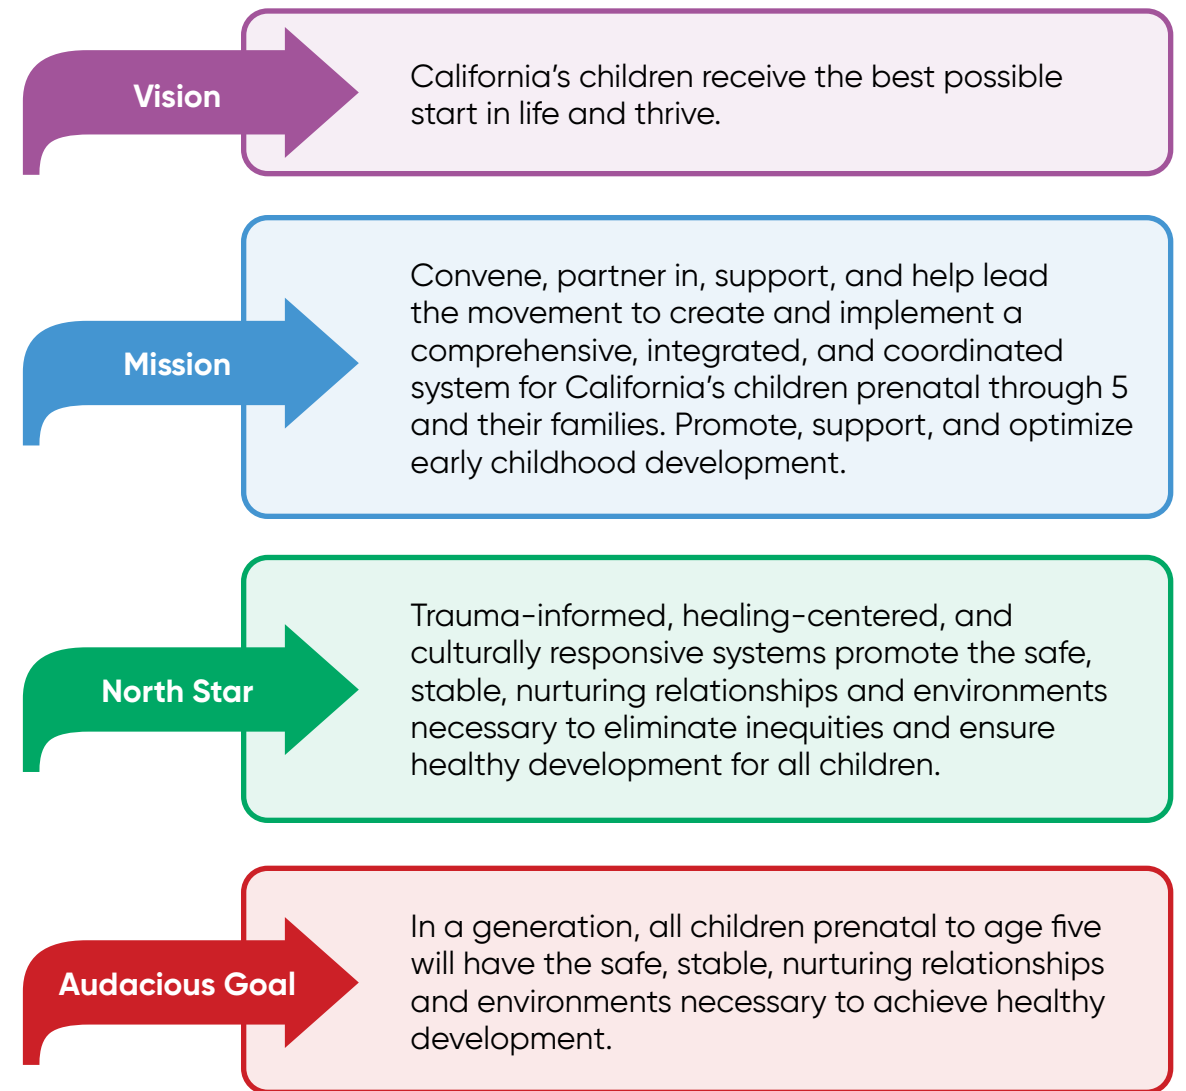 Vision
California’s children receive the best possible
start in life and thrive.
Mission
Convene, partner in, support, and help lead
the movement to create and implement a
comprehensive, integrated, and coordinated
system for California’s children prenatal through 5
and their families. Promote, support, and optimize
early childhood development.
North Star
Trauma-informed, healing-centered, and
culturally responsive systems promote the safe,
stable, nurturing relationships and environments
necessary to eliminate inequities and ensure
healthy development for all children.
Audacious Goal
In a generation, all children prenatal to age five
will have the safe, stable, nurturing relationships
and environments necessary to achieve healthy
development.